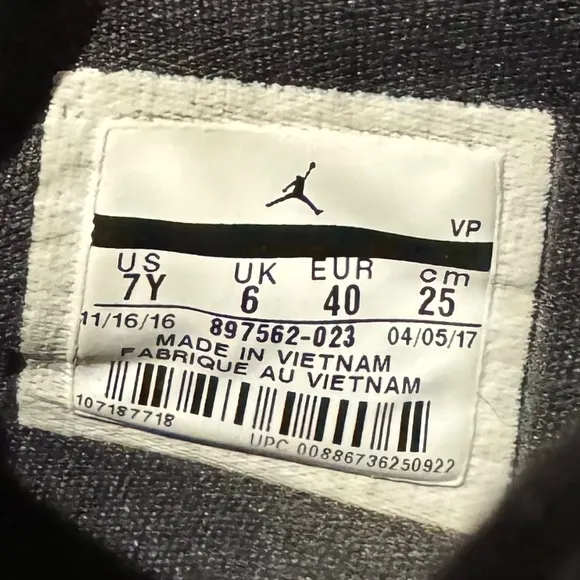 VP
US UK EUR cm
7Y 6 40 25
11/16/16 897562-023 04/05/17
MADE IN VIETNAM
FABRIQUE AU VIETNAM
107187718
UPC 00886736250922